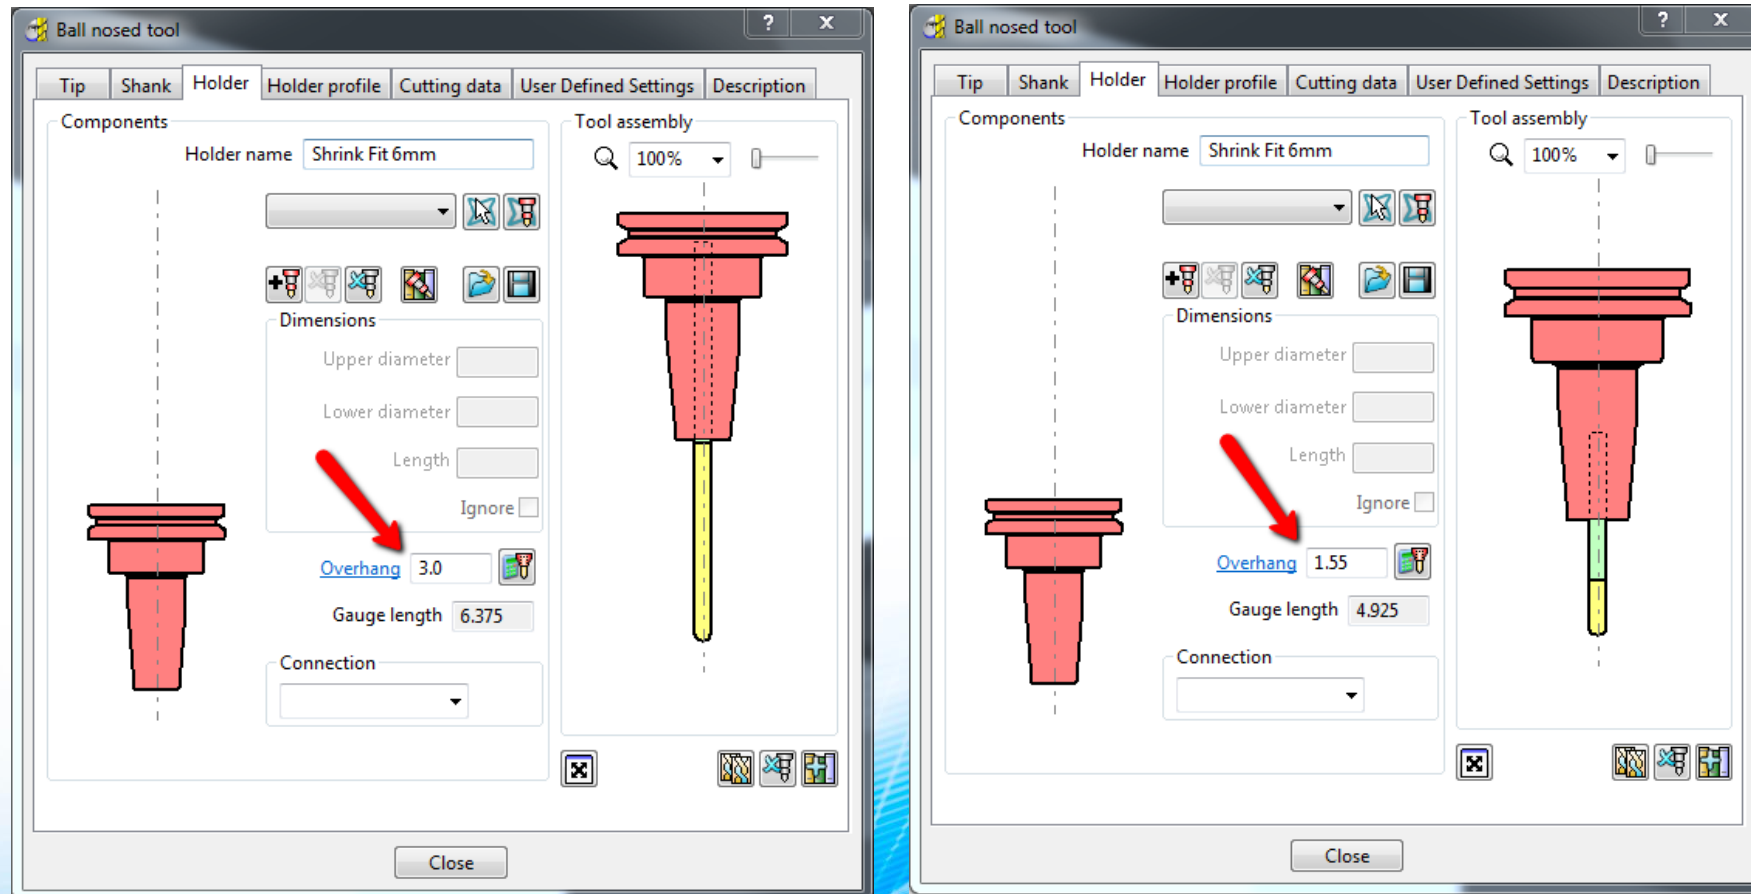 Ball nosed tool
Tip Shank Holder Holder profile Cutting data User Defined Settings Description
Components
Holder name Shrink Fit 6mm
Dimensions
Upper diameter
Lower diameter
Length
Ignore
Overhang 3.0
Gauge length 6.375
Connection
Tool assembly
100%
Close
Ball nosed tool
Tip Shank Holder Holder profile Cutting data User Defined Settings Description
Components
Holder name Shrink Fit 6mm
Dimensions
Upper diameter
Lower diameter
Length
Ignore
Overhang 1.55
Gauge length 4.925
Connection
Tool assembly
100%
Close